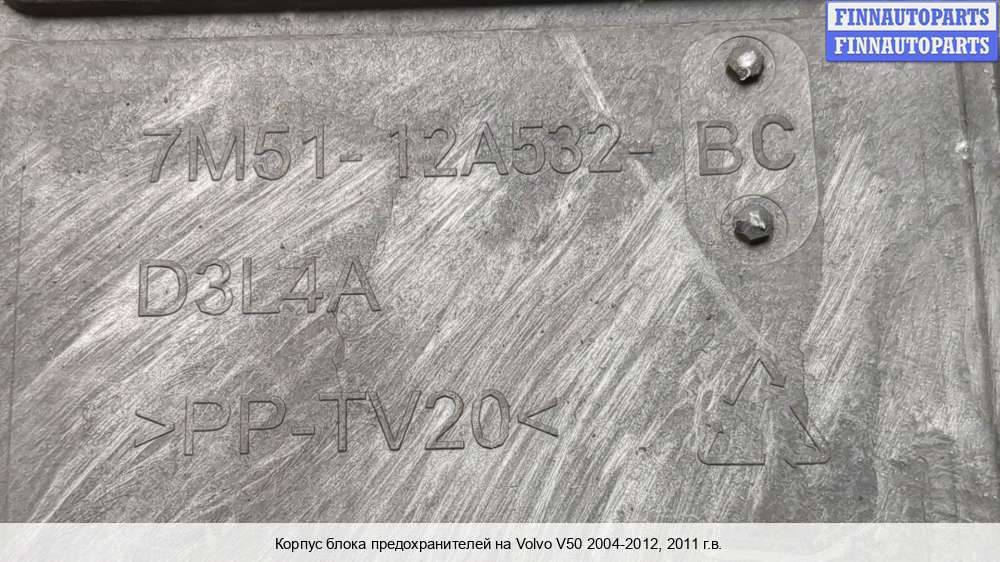 FINNAUTOPARTS
FINNAUTOPARTS
7M51-12A532-BC
D3L4A
>PP-TV20<
Корпус блока предохранителей на Volvo V50 2004-2012, 2011 г.в.